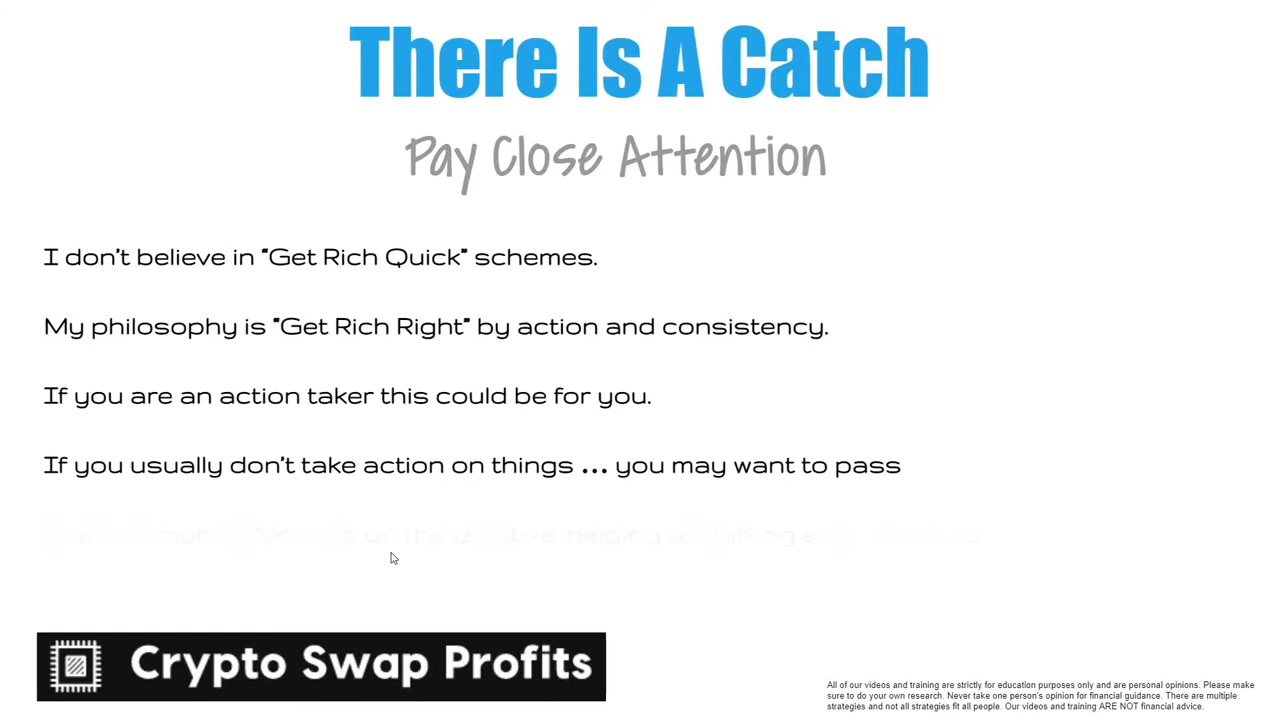 There Is A Catch
Pay Close Attention
I don't believe in "Get Rich Quick" schemes.
My philosophy is "Get Rich Right" by action and consistency.
If you are an action taker this could be for you.
If you usually don't take action on things ... you may want to pass
on the helping and lifting
Crypto Swap Profits
All of our videos and training are strictly for education purposes only and are personal opinions. Please make
sure to do your own research. Never take one person's opinion for financial guidance. There are multiple
strategies and not all strategies fit all people. Our videos and training ARE NOT financial advice.